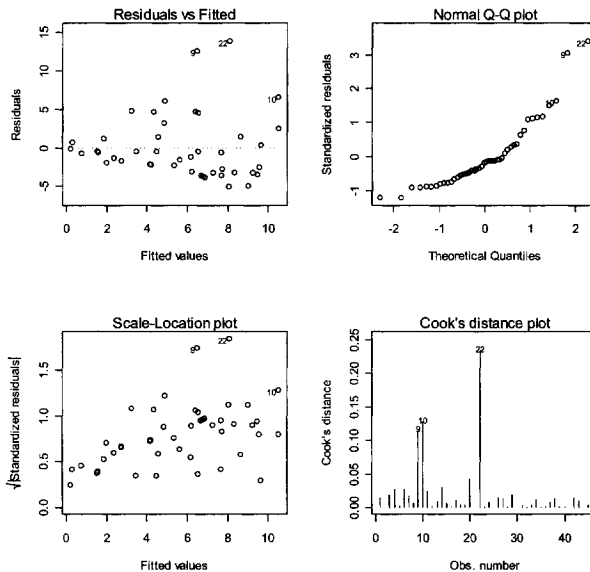 Residuals vs Fitted
Residuals
15
10
5
0
-5
9
22
10
0 2 4 6 8 10
Fitted values
Normal Q-Q plot
Standardized residuals
3
2
1
0
-1
9
22
10
-2 -1 0 1 2
Theoretical Quantiles
Scale-Location plot
√|Standardized residuals|
1.5
1.0
0.5
0.0
9
22
10
0 2 4 6 8 10
Fitted values
Cook's distance plot
Cook's distance
0.25
0.20
0.15
0.10
0.05
0.00
9
10
22
0 10 20 30 40
Obs. number